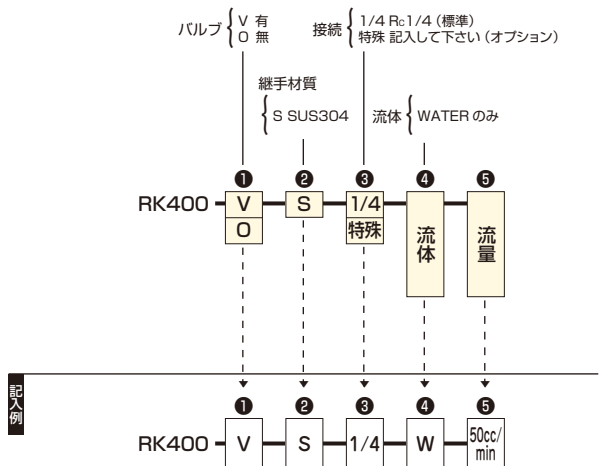 バルブ { V 有
O 無
接続 { 1/4 Rc1/4 (標準)
特殊 記入して下さい (オプション)
継手材質
{ S SUS304
流体 { WATER のみ
❶ ❷ ❸ ❹ ❺
RK400 - V - S - 1/4 - 流体 - 流量
O 特殊
記入例
❶ ❷ ❸ ❹ ❺
RK400 - V - S - 1/4 - W - 50cc/
min